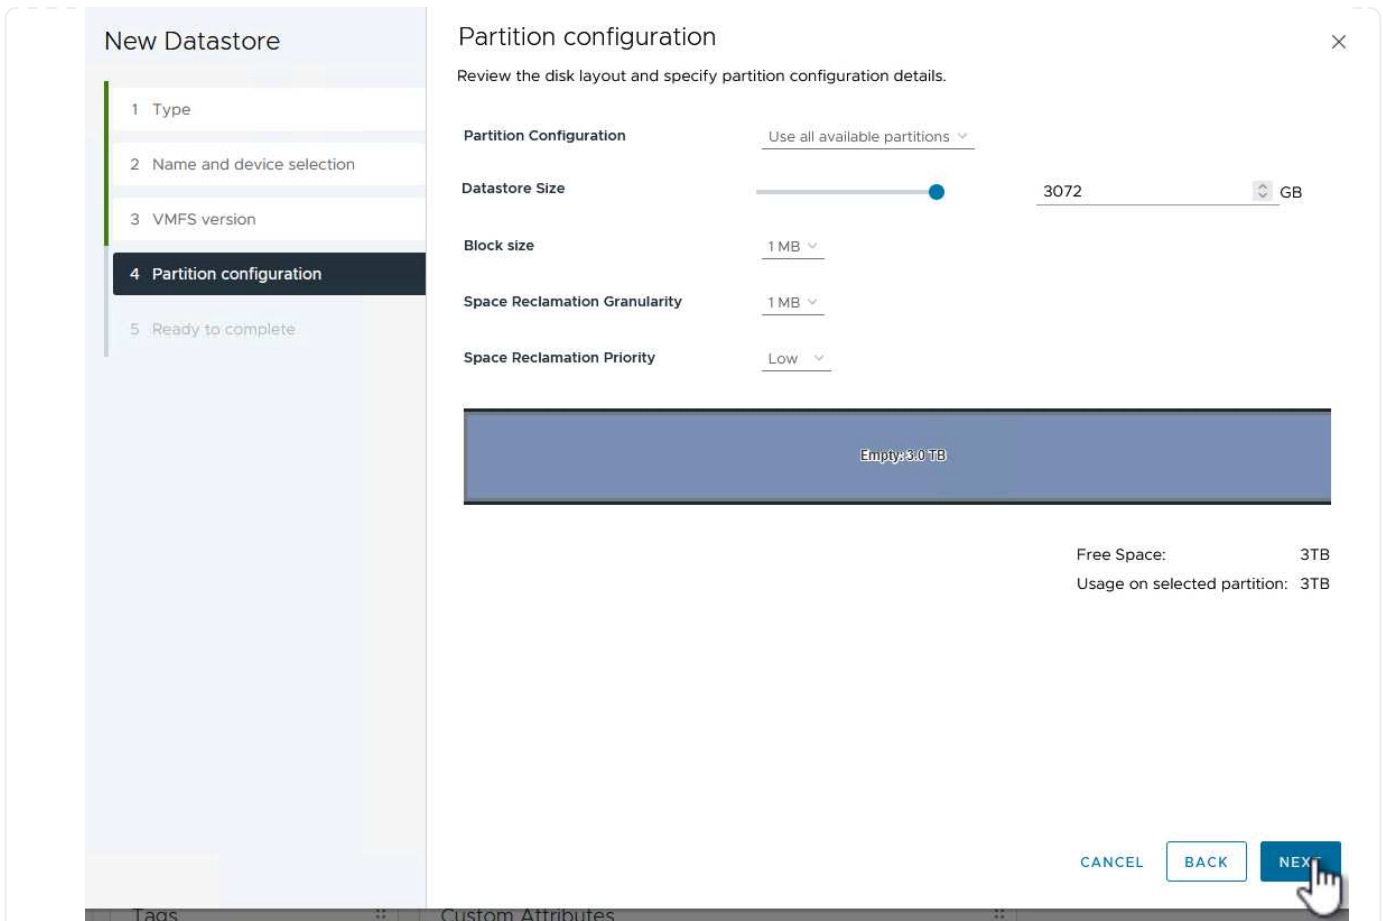 New Datastore
1 Type
2 Name and device selection
3 VMFS version
4 Partition configuration
5 Ready to complete
Partition configuration
Review the disk layout and specify partition configuration details.
Partition Configuration Use all available partitions
Datastore Size 3072 GB
Block size 1 MB
Space Reclamation Granularity 1 MB
Space Reclamation Priority Low
Empty: 3.0 TB
Free Space: 3TB
Usage on selected partition: 3TB
CANCEL BACK NEXT
Tags Custom Attributes